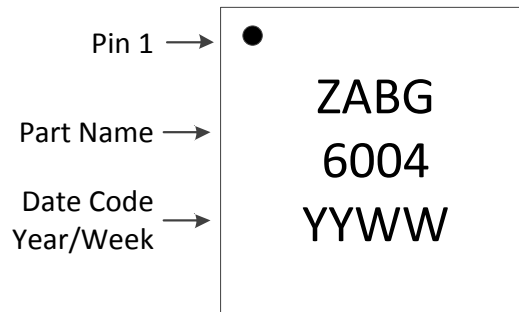 Pin 1
ZABG
Part Name
6004
Date Code
Year/Week
YYWW